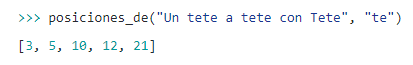 >>> posiciones_de("Un tete a tete con Tete", "te")
[3, 5, 10, 12, 21]